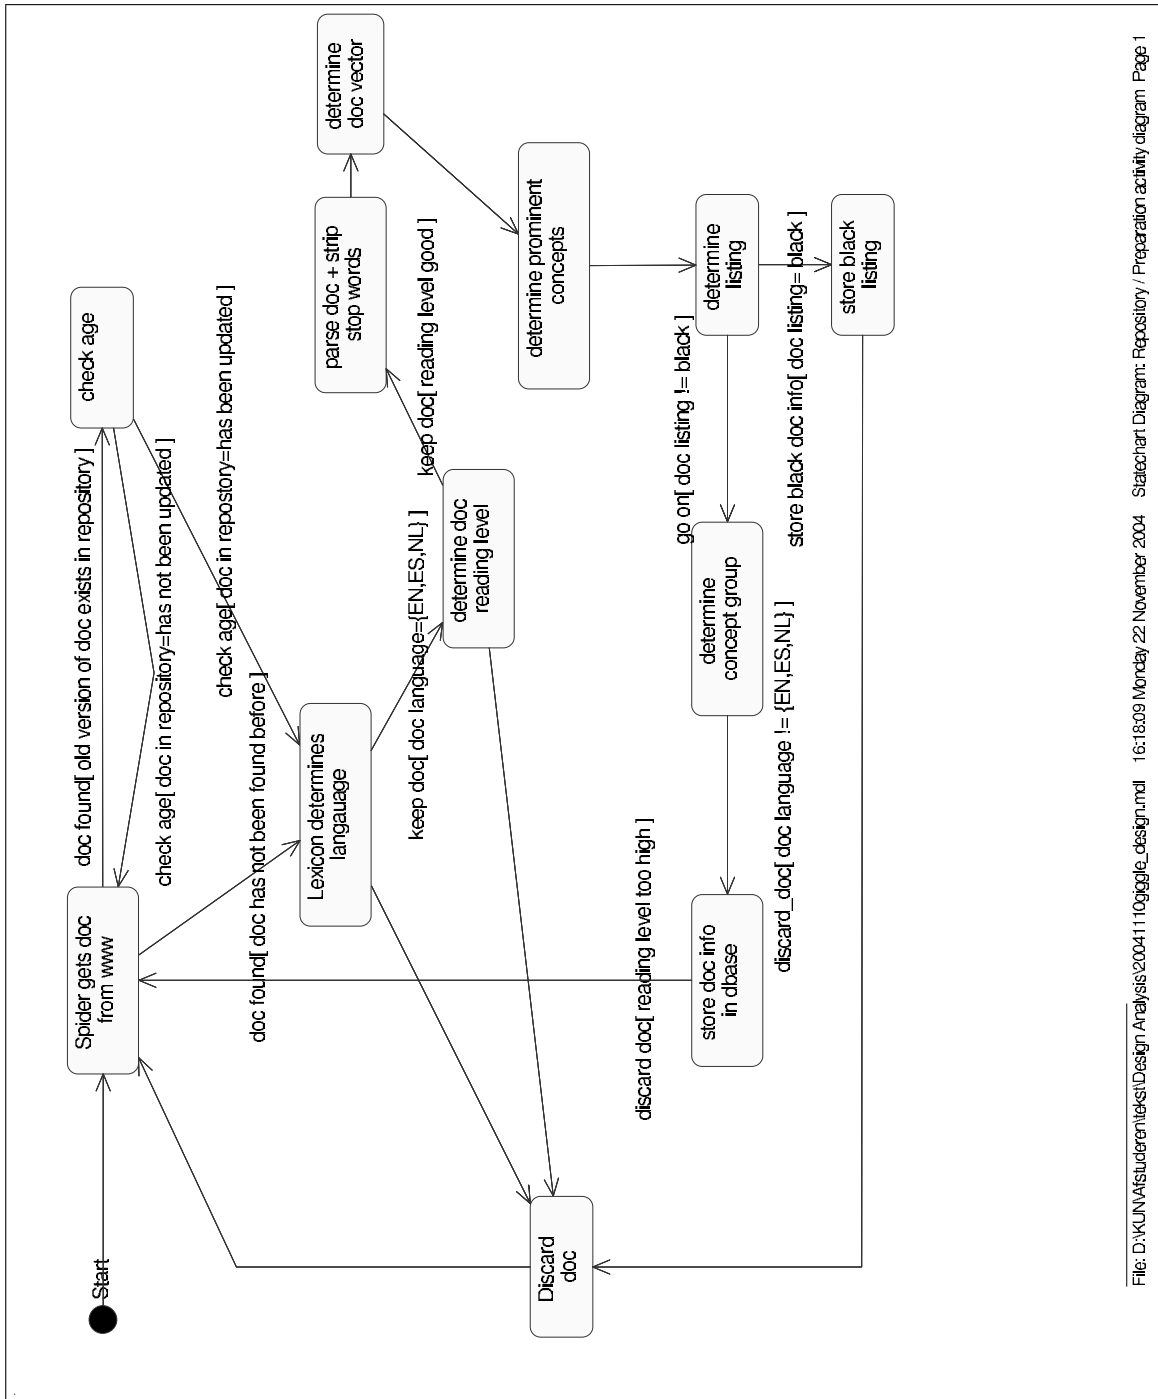 Start
Spider gets doc
from www
doc found[ old version of doc exists in repository ]
check age
check age[ doc in repository=has not been updated ]
check age[ doc in repostory=has been updated ]
doc found[ doc has not been found before ]
Lexicon determines
langauage
keep doc[ doc language={EN,ES,NL} ]
determine doc
reading level
keep doc[ reading level good ]
parse doc + strip
stop words
determine
doc vector
determine prominent
concepts
Discard
doc
discard doc[ reading level too high ]
discard_doc[ doc language != {EN,ES,NL} ]
store doc info
in dbase
determine
concept group
go on[ doc listing != black ]
determine
listing
store black doc info[ doc listing= black ]
store black
listing
File: D:\KUN\Afstuderen\tekst\Design Analysis\20041110giggle_design.mdl 16:18:09 Monday 22 November 2004 Statechart Diagram: Repository / Preparation activity diagram Page 1